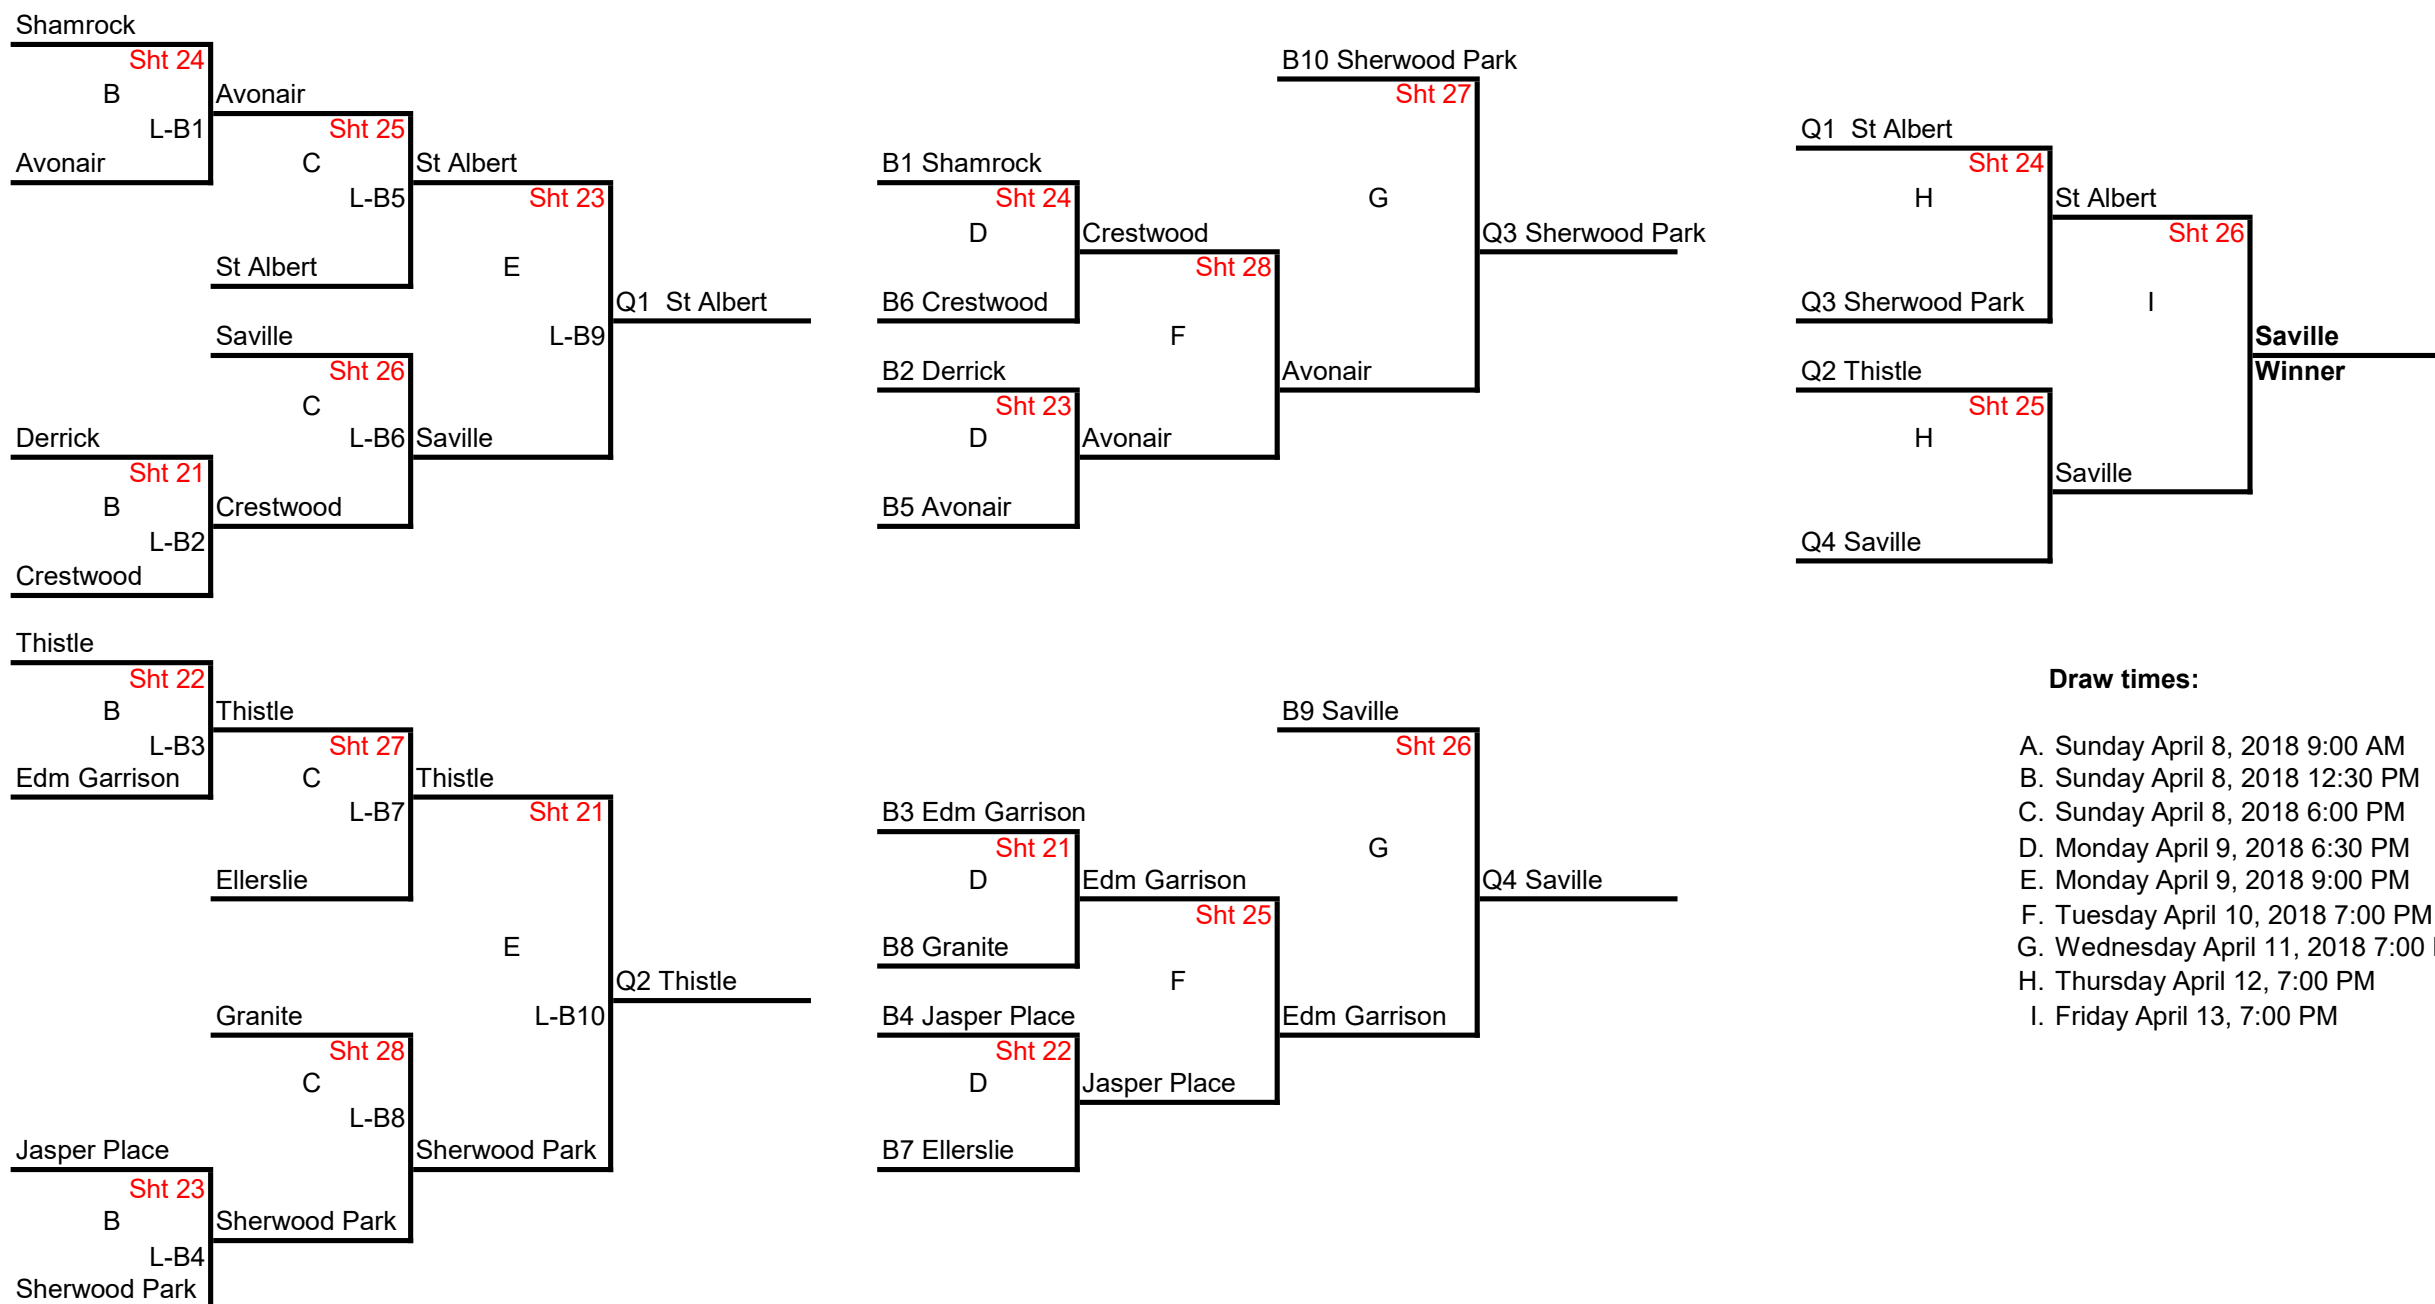 Shamrock
Sht 24
B
L-B1
Avonair
Avonair
Sht 25
C
L-B5
St Albert
St Albert
Sht 23
E
L-B9
Q1  St Albert
Saville
Sht 26
C
L-B6
Saville
Derrick
Sht 21
B
L-B2
Crestwood
Crestwood
Thistle
Sht 22
B
L-B3
Edm Garrison
Thistle
Sht 27
C
L-B7
Ellerslie
Thistle
Sht 21
E
L-B10
Q2 Thistle
Granite
Sht 28
C
L-B8
Sherwood Park
Jasper Place
Sht 23
B
L-B4
Sherwood Park
Sherwood Park
B10 Sherwood Park
Sht 27
G
Q3 Sherwood Park
B1 Shamrock
Sht 24
D
B6 Crestwood
Crestwood
Sht 28
F
Avonair
B2 Derrick
Sht 23
D
B5 Avonair
Avonair
B9 Saville
Sht 26
G
Q4 Saville
B3 Edm Garrison
Sht 21
D
B8 Granite
Edm Garrison
Sht 25
F
Edm Garrison
B4 Jasper Place
Sht 22
D
B7 Ellerslie
Jasper Place
Q1  St Albert
Sht 24
H
Q3 Sherwood Park
St Albert
Sht 26
I
Saville
Winner
Q2 Thistle
Sht 25
H
Q4 Saville
Saville
Draw times:
A. Sunday April 8, 2018 9:00 AM
B. Sunday April 8, 2018 12:30 PM
C. Sunday April 8, 2018 6:00 PM
D. Monday April 9, 2018 6:30 PM
E. Monday April 9, 2018 9:00 PM
F. Tuesday April 10, 2018 7:00 PM
G. Wednesday April 11, 2018 7:00
H. Thursday April 12, 7:00 PM
I. Friday April 13, 7:00 PM